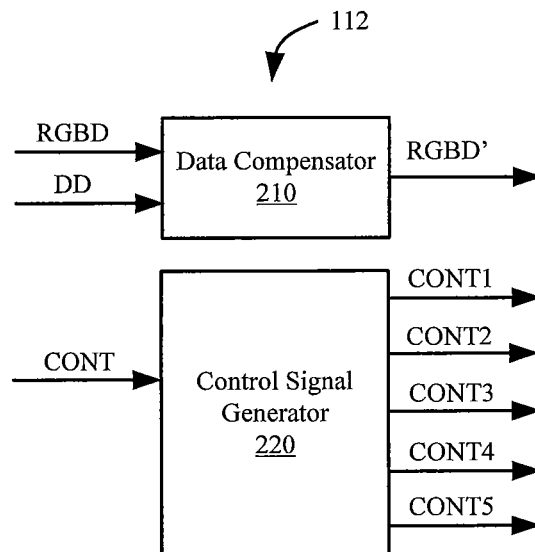 112
RGBD
DD
Data Compensator
210
RGBD’
CONT
Control Signal
Generator
220
CONT1
CONT2
CONT3
CONT4
CONT5